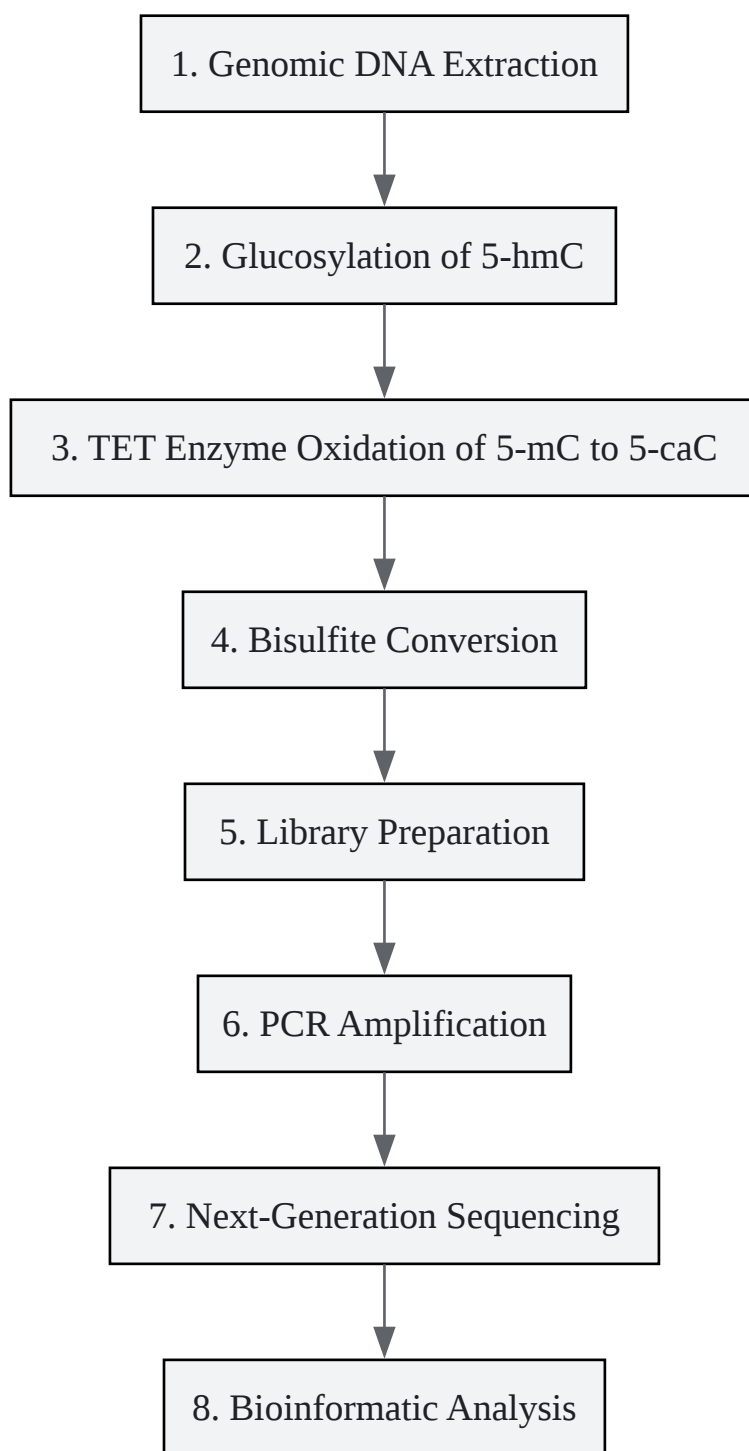 1. Genomic DNA Extraction
2. Glucosylation of 5-hmC
3. TET Enzyme Oxidation of 5-mC to 5-caC
4. Bisulfite Conversion
5. Library Preparation
6. PCR Amplification
7. Next-Generation Sequencing
8. Bioinformatic Analysis